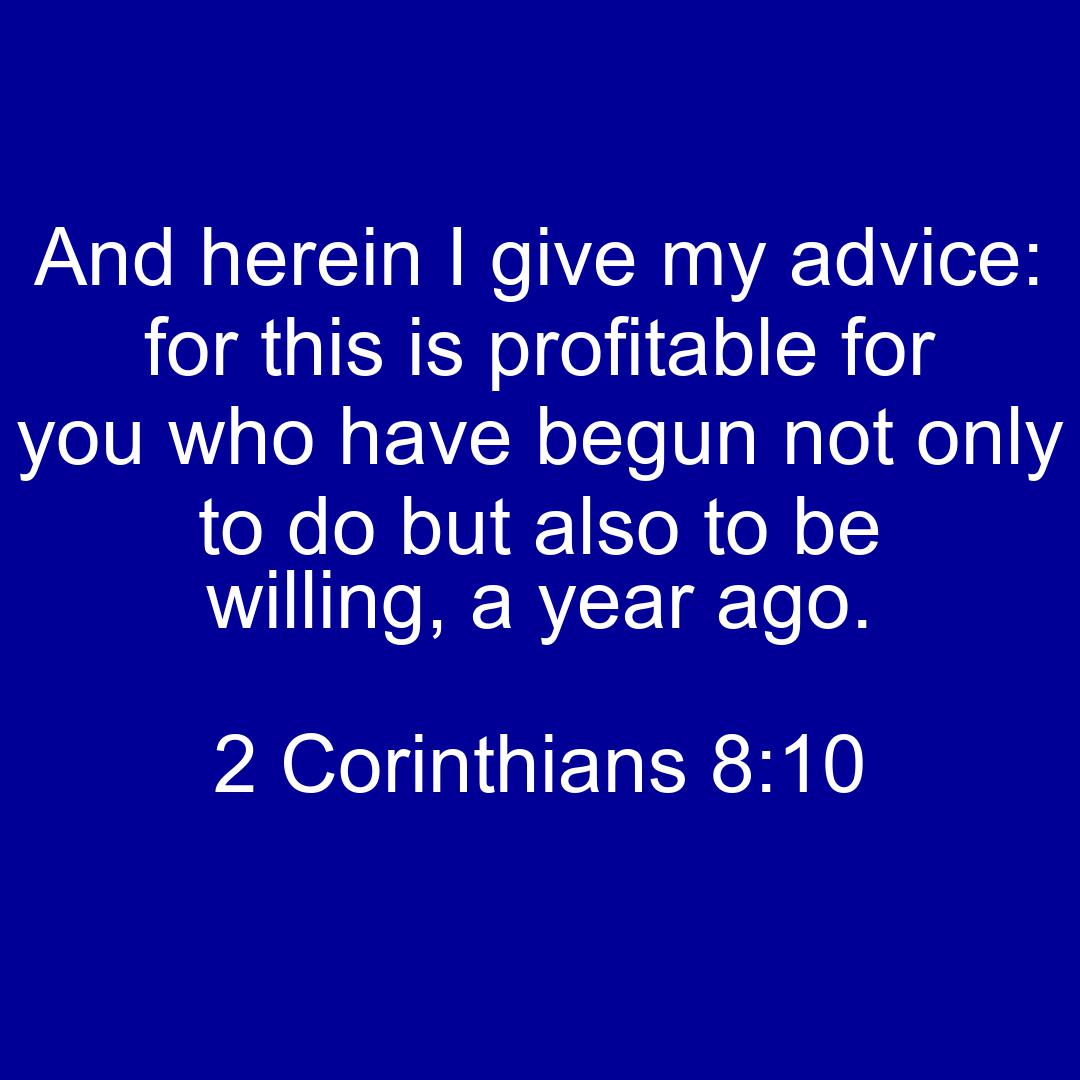 And herein I give my advice:
for this is profitable for
you who have begun not only
to do but also to be
willing, a year ago.
2 Corinthians 8:10